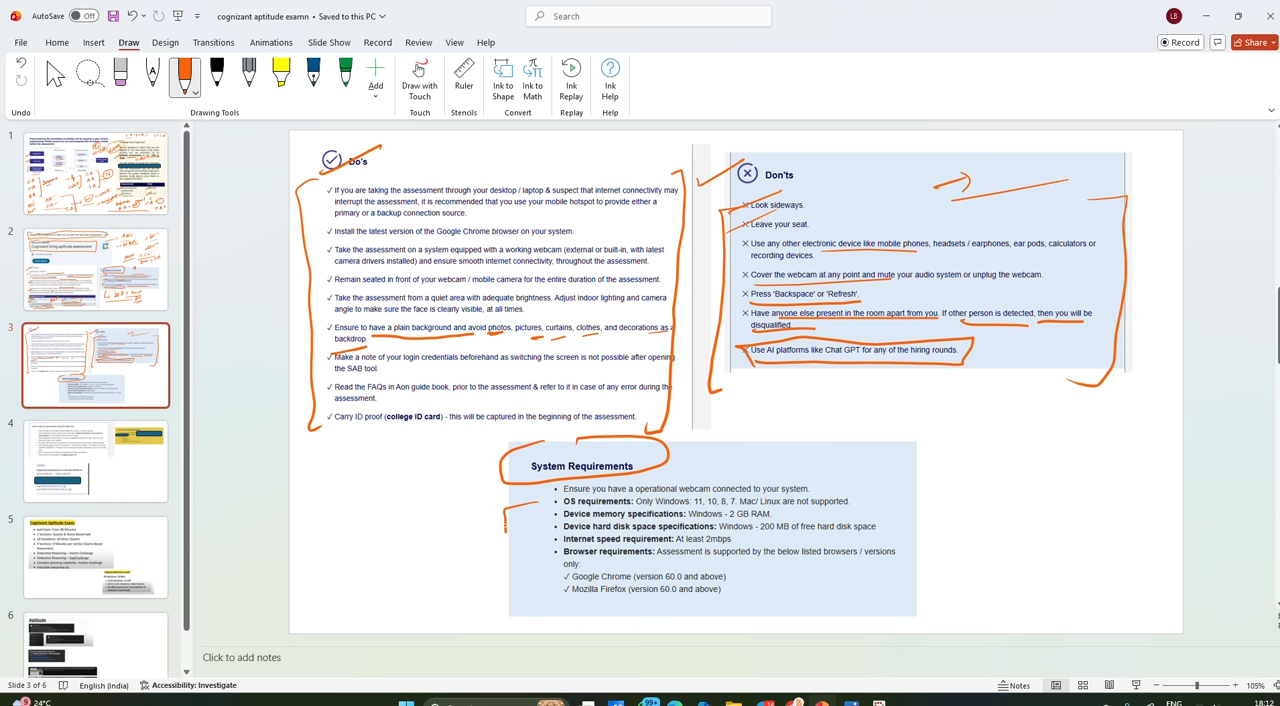 AutoSave
Off
cognizant aptitude examn • Saved to this PC
Search
LB
File
Home
Insert
Draw
Design
Transitions
Animations
Slide Show
Record
Review
View
Help
Record
Share
Add
Draw with
Touch
Ruler
Ink to
Shape
Ink to
Math
Ink
Replay
Ink
Help
Undo
Drawing Tools
Touch
Stencils
Convert
Replay
Help
1
2
Cognizant hiring aptitude assessment
3
4
5
Cognizant Aptitude Exam:
6
Aptitude
Do's
✓ If you are taking the assessment through your desktop / laptop & suspect that internet connectivity may
interrupt the assessment, it is recommended that you use your mobile hotspot to provide either a
primary or a backup connection source.
✓ Install the latest version of the Google Chrome browser on your system.
✓ Take the assessment on a system equipped with a working webcam (external or built-in, with latest
camera drivers installed) and ensure smooth internet connectivity, throughout the assessment.
✓ Remain seated in front of your webcam / mobile camera for the entire duration of the assessment.
✓ Take the assessment from a quiet area with adequate brightness. Adjust indoor lighting and camera
angle to make sure the face is clearly visible, at all times.
✓ Ensure to have a plain background and avoid photos, pictures, curtains, clothes, and decorations as a
backdrop.
✓ Make a note of your login credentials beforehand as switching the screen is not possible after opening
the SAB tool.
✓ Read the FAQs in Aon guide book, prior to the assessment & refer to it in case of any error during the
assessment.
✓ Carry ID proof (college ID card) - this will be captured in the beginning of the assessment.
Don'ts
✕ Look sideways.
✕ Leave your seat.
✕ Use any other electronic device like mobile phones, headsets / earphones, ear pods, calculators or
recording devices.
✕ Cover the webcam at any point and mute your audio system or unplug the webcam.
✕ Press 'Backspace' or 'Refresh'.
✕ Have anyone else present in the room apart from you. If other person is detected, then you will be
disqualified.
✕ Use AI platforms like Chat GPT for any of the hiring rounds.
System Requirements
• Ensure you have a operational webcam connected to your system.
• OS requirements: Only Windows: 11, 10, 8, 7. Mac/ Linux are not supported.
• Device memory specifications: Windows - 2 GB RAM.
• Device hard disk space specifications: Windows - 200 MB of free hard disk space
• Internet speed requirement: At least 2mbps
• Browser requirements: Assessment is supported by the below listed browsers / versions
only:
✓ Google Chrome (version 60.0 and above)
✓ Mozilla Firefox (version 60.0 and above)
Click to add notes
Slide 3 of 6
English (India)
Accessibility: Investigate
Notes
105%
24°C
99+
ENG
18:12